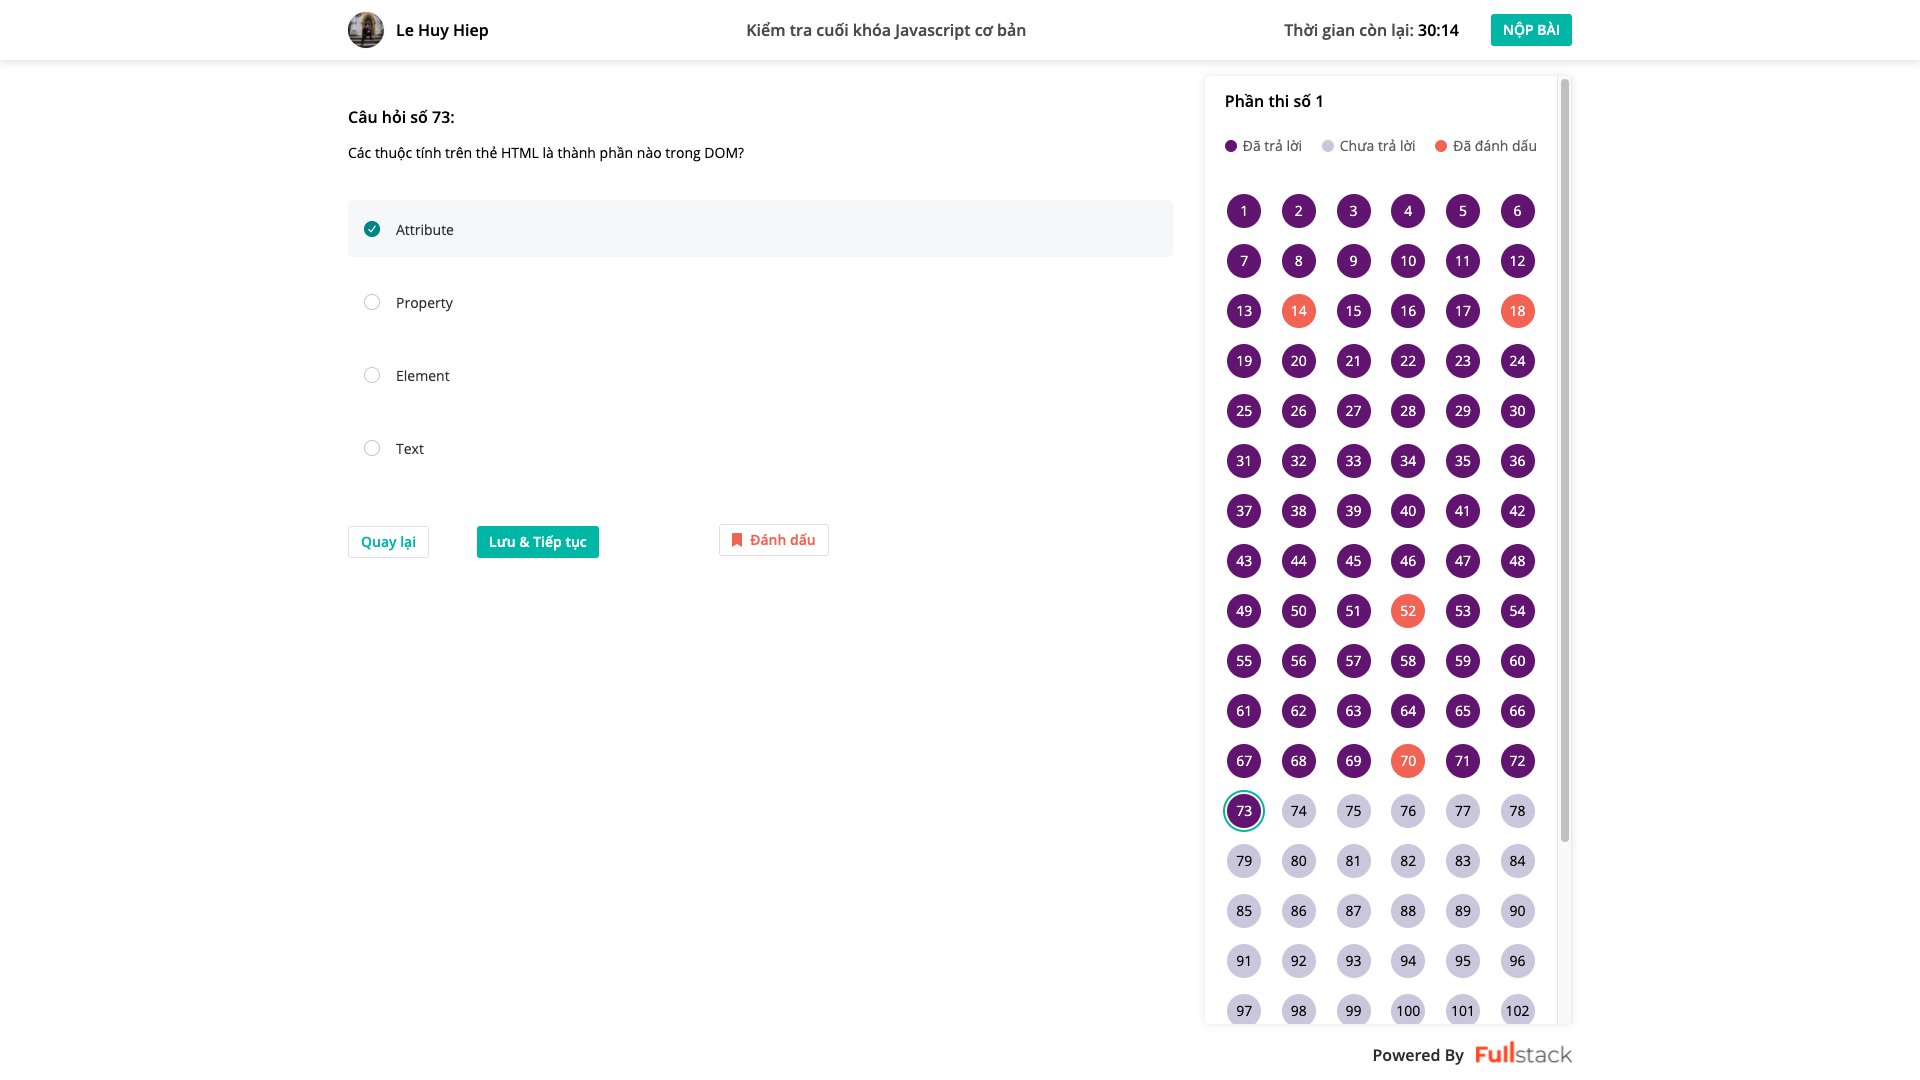 Le Huy Hiep
Kiểm tra cuối khóa Javascript cơ bản
Thời gian còn lại: 30:14
NỘP BÀI
Câu hỏi số 73:
Các thuộc tính trên thẻ HTML là thành phần nào trong DOM?
Attribute
Property
Element
Text
Quay lại
Lưu & Tiếp tục
Đánh dấu
Phần thi số 1
Đã trả lời Chưa trả lời Đã đánh dấu
1 2 3 4 5 6
7 8 9 10 11 12
13 14 15 16 17 18
19 20 21 22 23 24
25 26 27 28 29 30
31 32 33 34 35 36
37 38 39 40 41 42
43 44 45 46 47 48
49 50 51 52 53 54
55 56 57 58 59 60
61 62 63 64 65 66
67 68 69 70 71 72
73 74 75 76 77 78
79 80 81 82 83 84
85 86 87 88 89 90
91 92 93 94 95 96
97 98 99 100 101 102
Powered By Fullstack